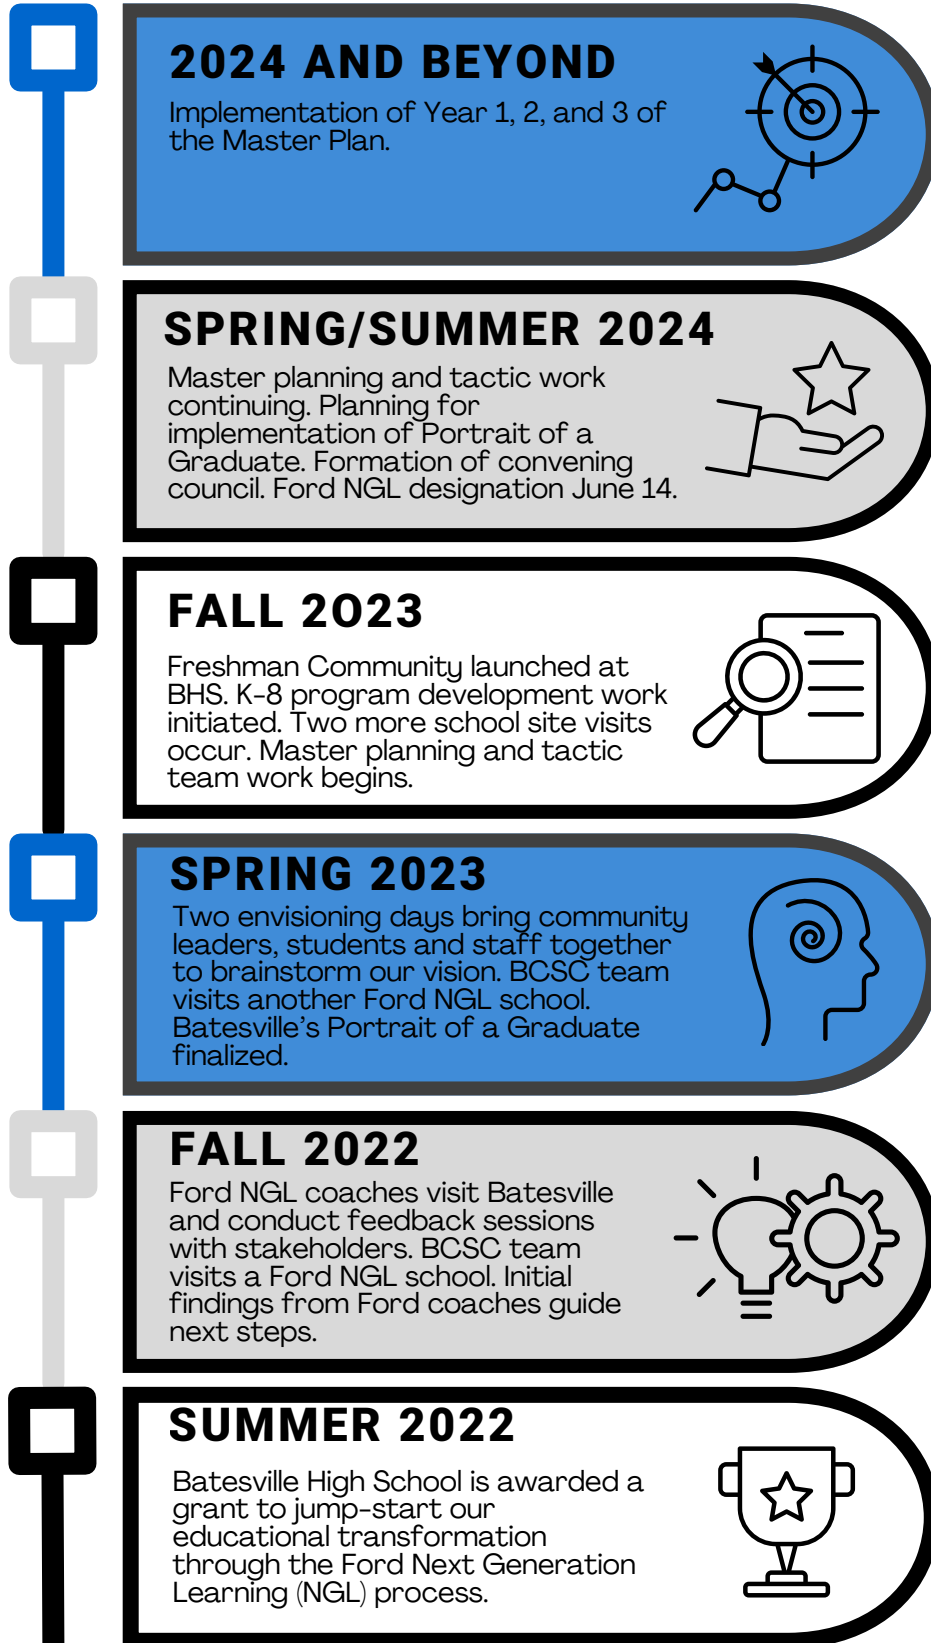 2024 AND BEYOND
Implementation of Year 1, 2, and 3 of
the Master Plan.
SPRING/SUMMER 2024
Master planning and tactic work
continuing. Planning for
implementation of Portrait of a
Graduate. Formation of convening
council. Ford NGL designation June 14.
FALL 2O23
Freshman Community launched at
BHS. K-8 program development work
initiated. Two more school site visits
occur. Master planning and tactic
team work begins.
SPRING 2023
Two envisioning days bring community
leaders, students and staff together
to brainstorm our vision. BCSC team
visits another Ford NGL school.
Batesville’s Portrait of a Graduate
finalized.
FALL 2022
Ford NGL coaches visit Batesville
and conduct feedback sessions
with stakeholders. BCSC team
visits a Ford NGL school. Initial
findings from Ford coaches guide
next steps.
SUMMER 2022
Batesville High School is awarded a
grant to jump-start our
educational transformation
through the Ford Next Generation
Learning (NGL) process.